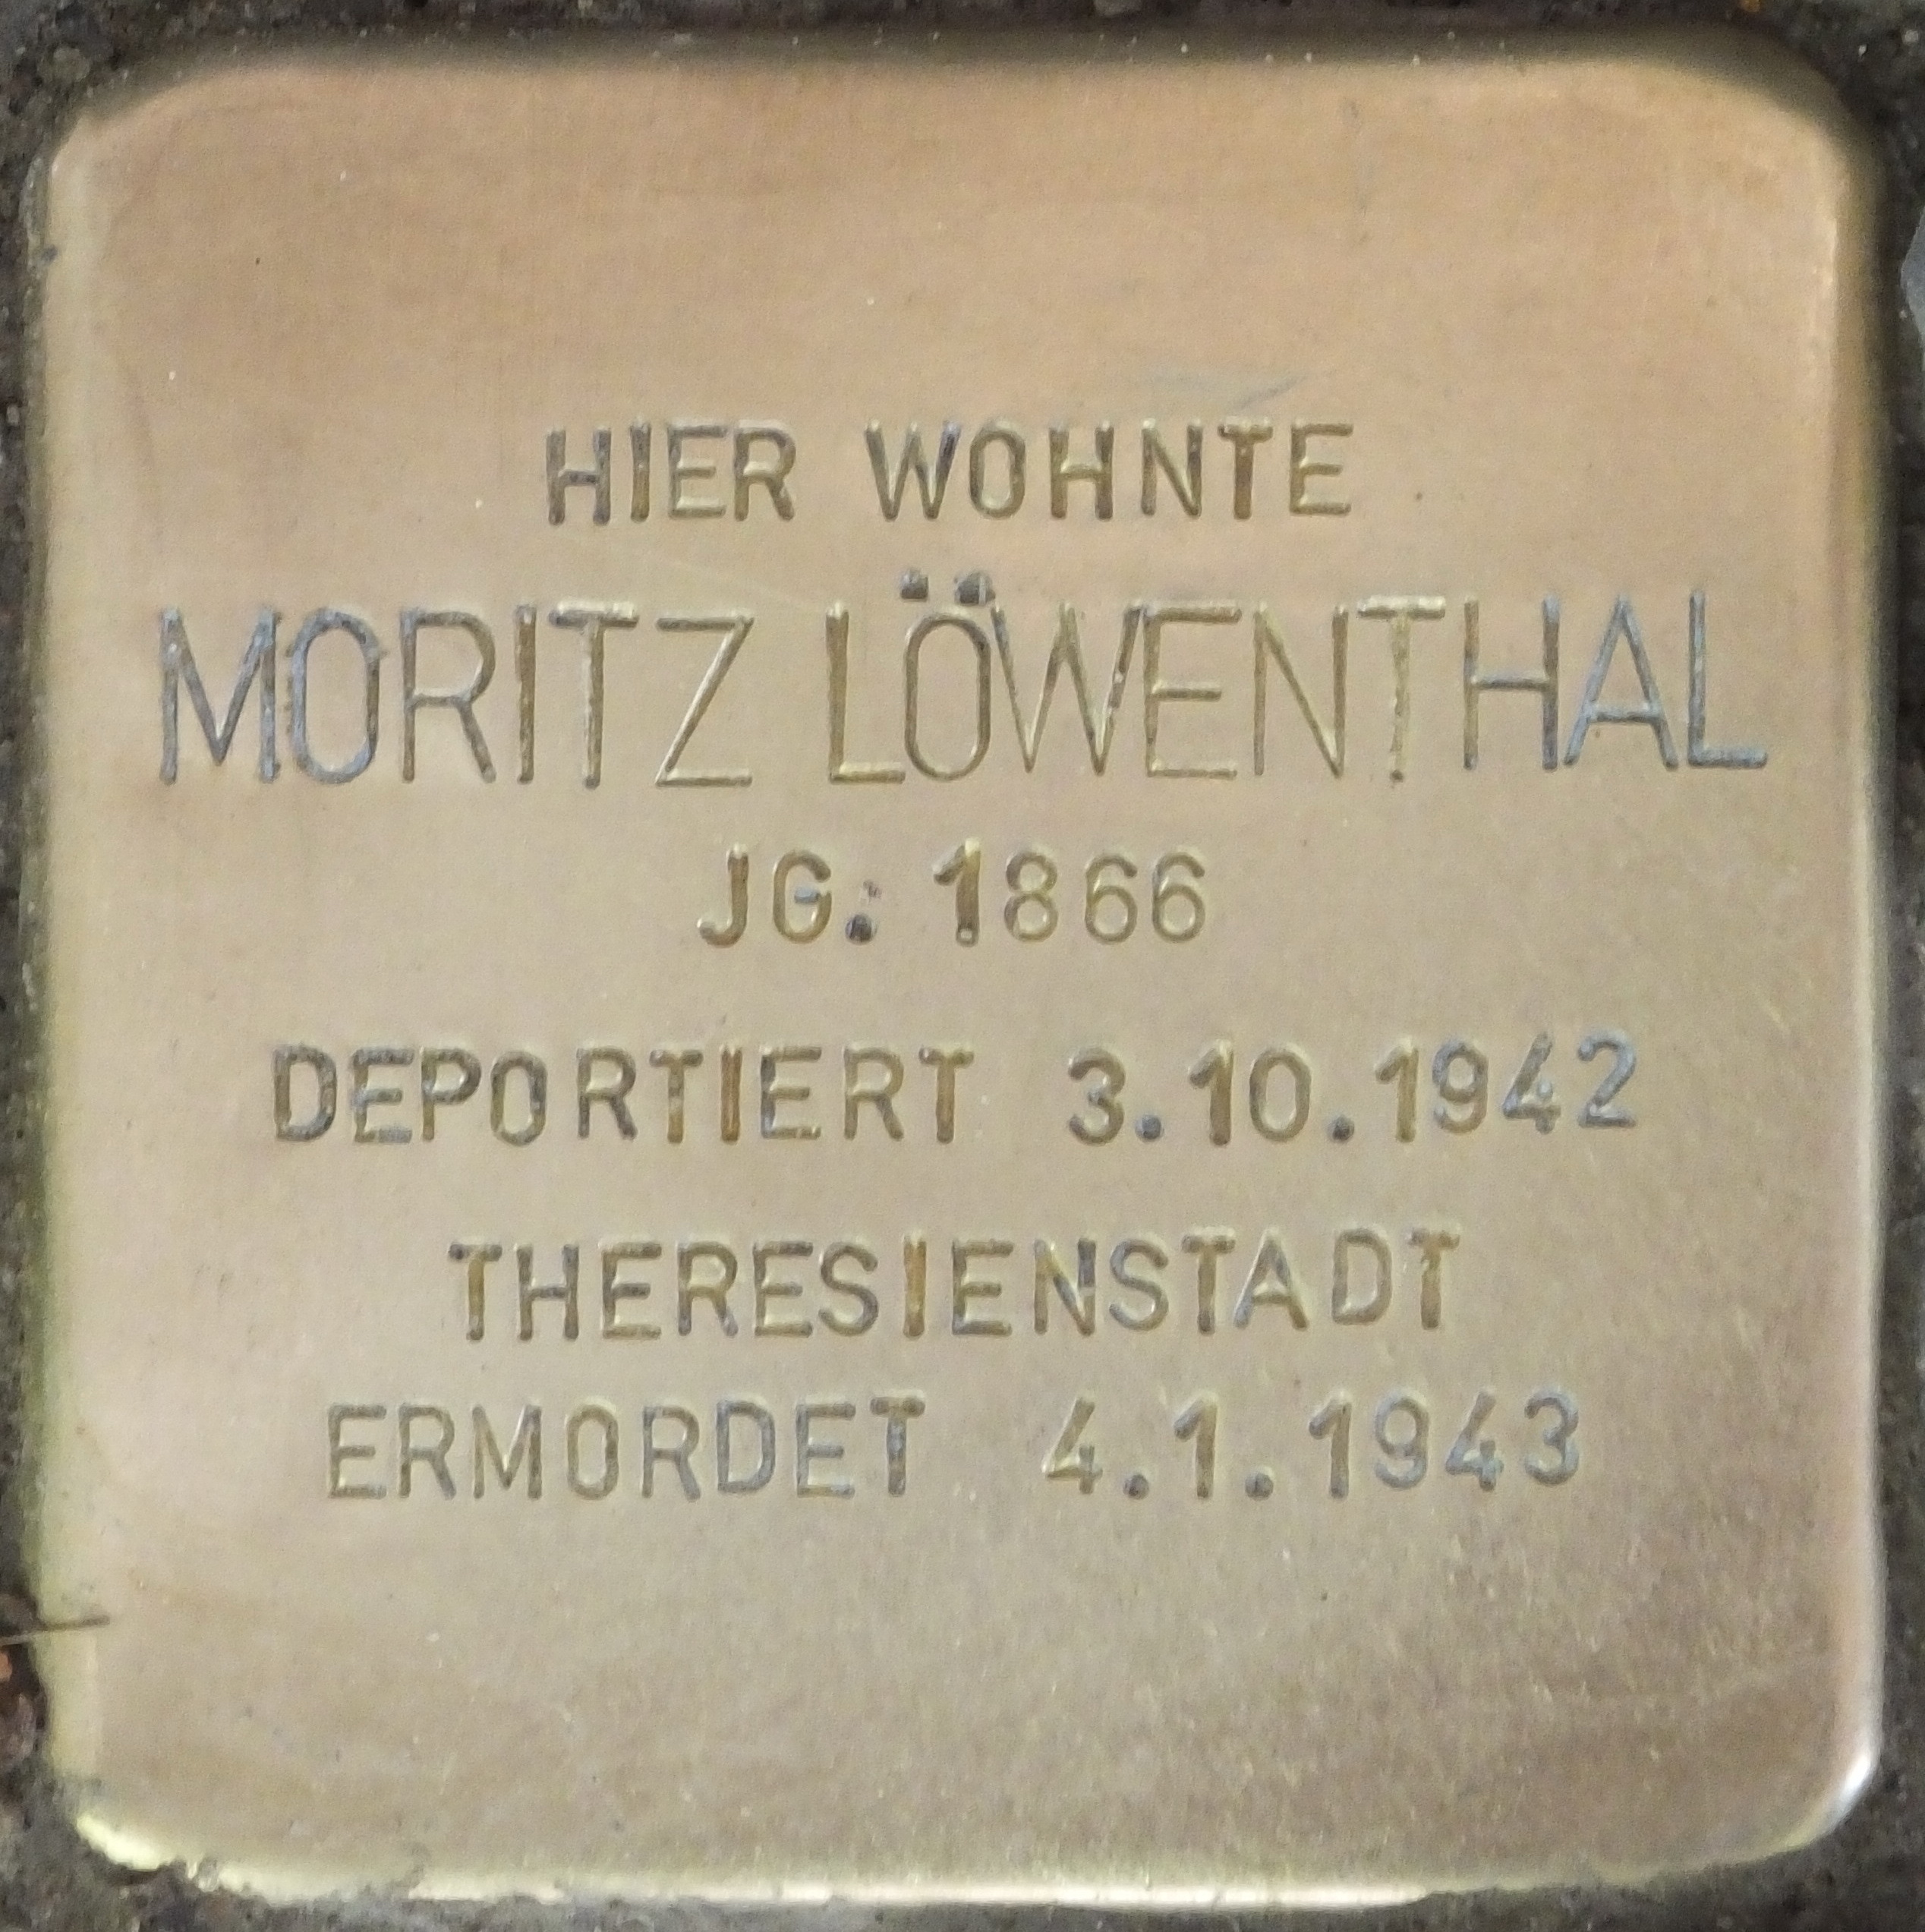 HIER WOHNTE
MORITZ LÖWENTHAL
JG. 1866
DEPORTIERT 3.10.1942
THERESIENSTADT
ERMORDET 4.1.1943